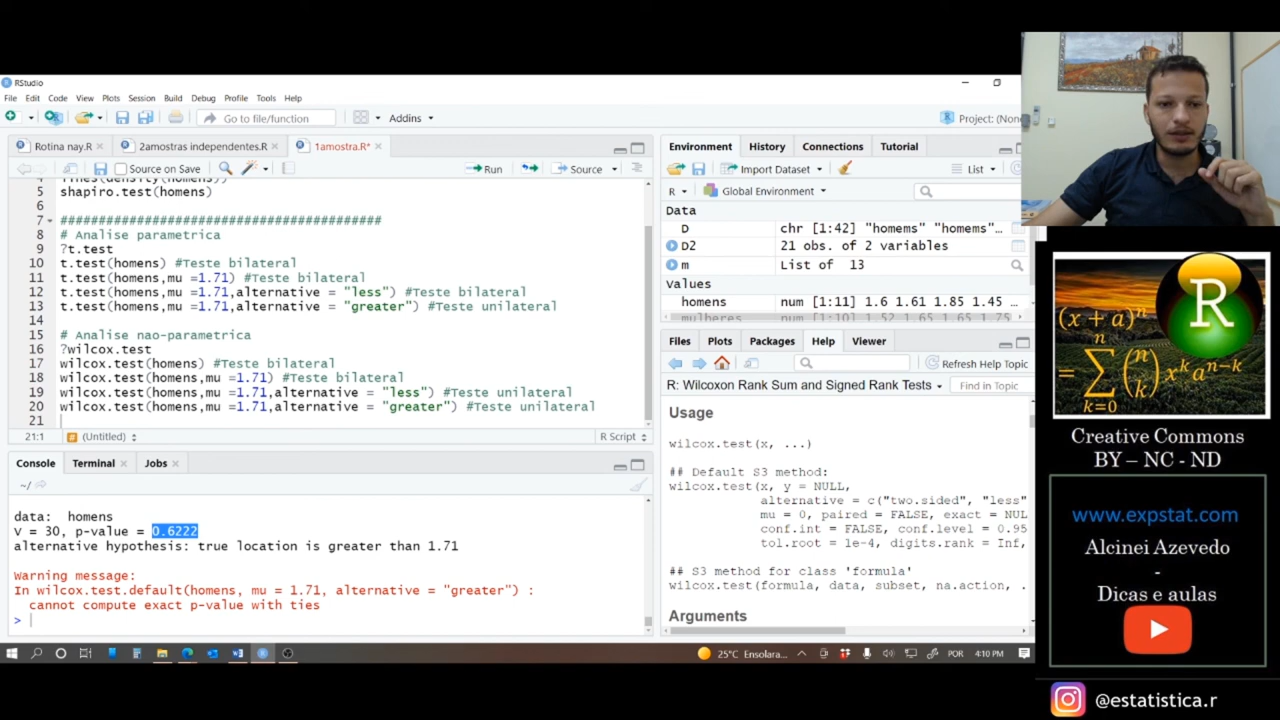 RStudio
File Edit Code View Plots Session Build Debug Profile Tools Help
Go to file/function Addins
Rotina nay.R 2amostras independentes.R 1amostra.R*
Source on Save Run Source
5 shapiro.test(homens)
6
7 ##########################################
8 # Analise parametrica
9 ?t.test
10 t.test(homens) #Teste bilateral
11 t.test(homens,mu =1.71) #Teste bilateral
12 t.test(homens,mu =1.71,alternative = "less") #Teste bilateral
13 t.test(homens,mu =1.71,alternative = "greater") #Teste unilateral
14
15 # Analise nao-parametrica
16 ?wilcox.test
17 wilcox.test(homens) #Teste bilateral
18 wilcox.test(homens,mu =1.71) #Teste bilateral
19 wilcox.test(homens,mu =1.71,alternative = "less") #Teste unilateral
20 wilcox.test(homens,mu =1.71,alternative = "greater") #Teste unilateral
21
21:1 (Untitled) R Script
Console Terminal Jobs
~/
data: homens
V = 30, p-value = 0.6222
alternative hypothesis: true location is greater than 1.71
Warning message:
In wilcox.test.default(homens, mu = 1.71, alternative = "greater") :
cannot compute exact p-value with ties
>
Project: (None
Environment History Connections Tutorial
Import Dataset List
R Global Environment
Data
D chr [1:42] "homems" "homems"…
D2 21 obs. of 2 variables
m List of 13
Values
homens num [1:11] 1.6 1.61 1.85 1.45 …
Files Plots Packages Help Viewer
Refresh Help Topic
R: Wilcoxon Rank Sum and Signed Rank Tests Find in Topic
Usage
wilcox.test(x, ...)
## Default S3 method:
wilcox.test(x, y = NULL,
alternative = c("two.sided", "less"
mu = 0, paired = FALSE, exact = NUL
conf.int = FALSE, conf.level = 0.95
tol.root = 1e-4, digits.rank = Inf,
## S3 method for class 'formula'
wilcox.test(formula, data, subset, na.action, .
Arguments
25°C Ensolara... POR 4:10 PM
R
(x + a)^n
= ∑ k=0 n (n k) x^k a^n−k
Creative Commons
BY – NC - ND
www.expstat.com
Alcinei Azevedo
-
Dicas e aulas
@estatistica.r